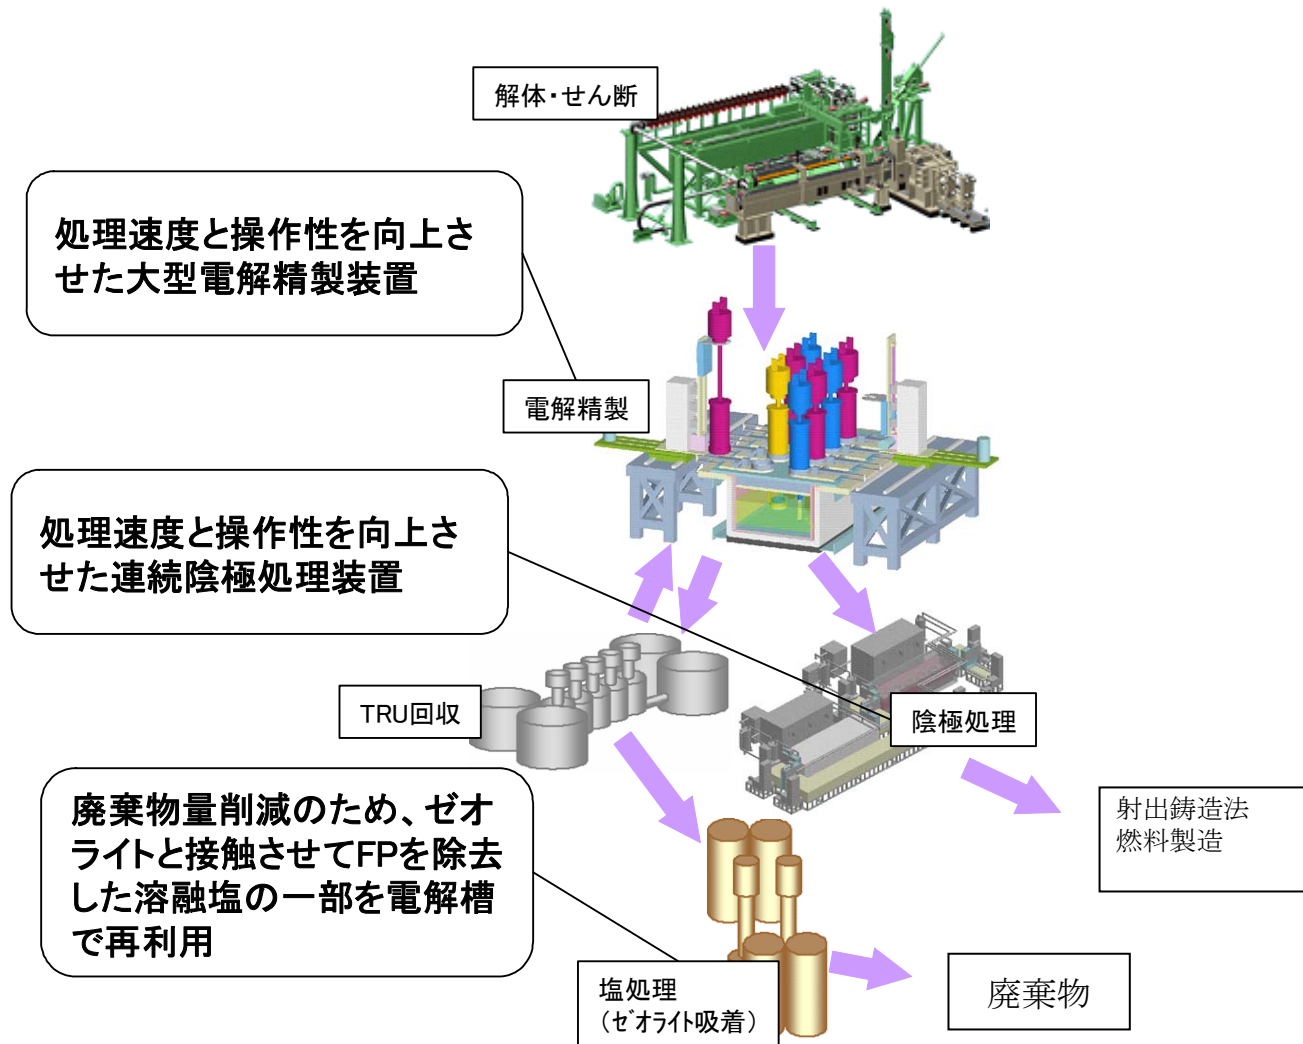 解体・せん断
処理速度と操作性を向上さ
せた大型電解精製装置
電解精製
処理速度と操作性を向上さ
せた連続陰極処理装置
TRU回収
陰極処理
廃棄物量削減のため、ゼオ
ライトと接触させてFPを除去
した溶融塩の一部を電解槽
で再利用
射出鋳造法
燃料製造
塩処理
(ｾﾞｵﾗｲﾄ吸着)
廃棄物